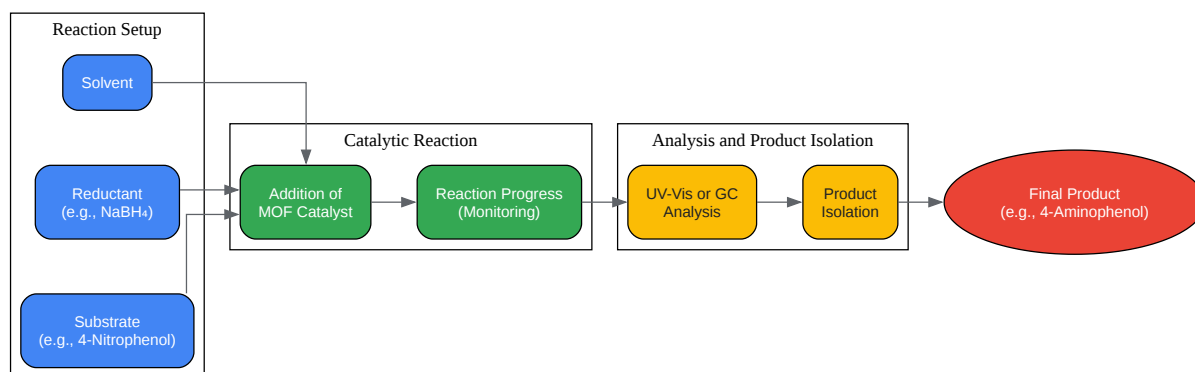 Reaction Setup
Solvent
Reductant
(e.g., NaBH₄)
Substrate
(e.g., 4-Nitrophenol)
Catalytic Reaction
Addition of
MOF Catalyst
Reaction Progress
(Monitoring)
Analysis and Product Isolation
UV-Vis or GC
Analysis
Product
Isolation
Final Product
(e.g., 4-Aminophenol)